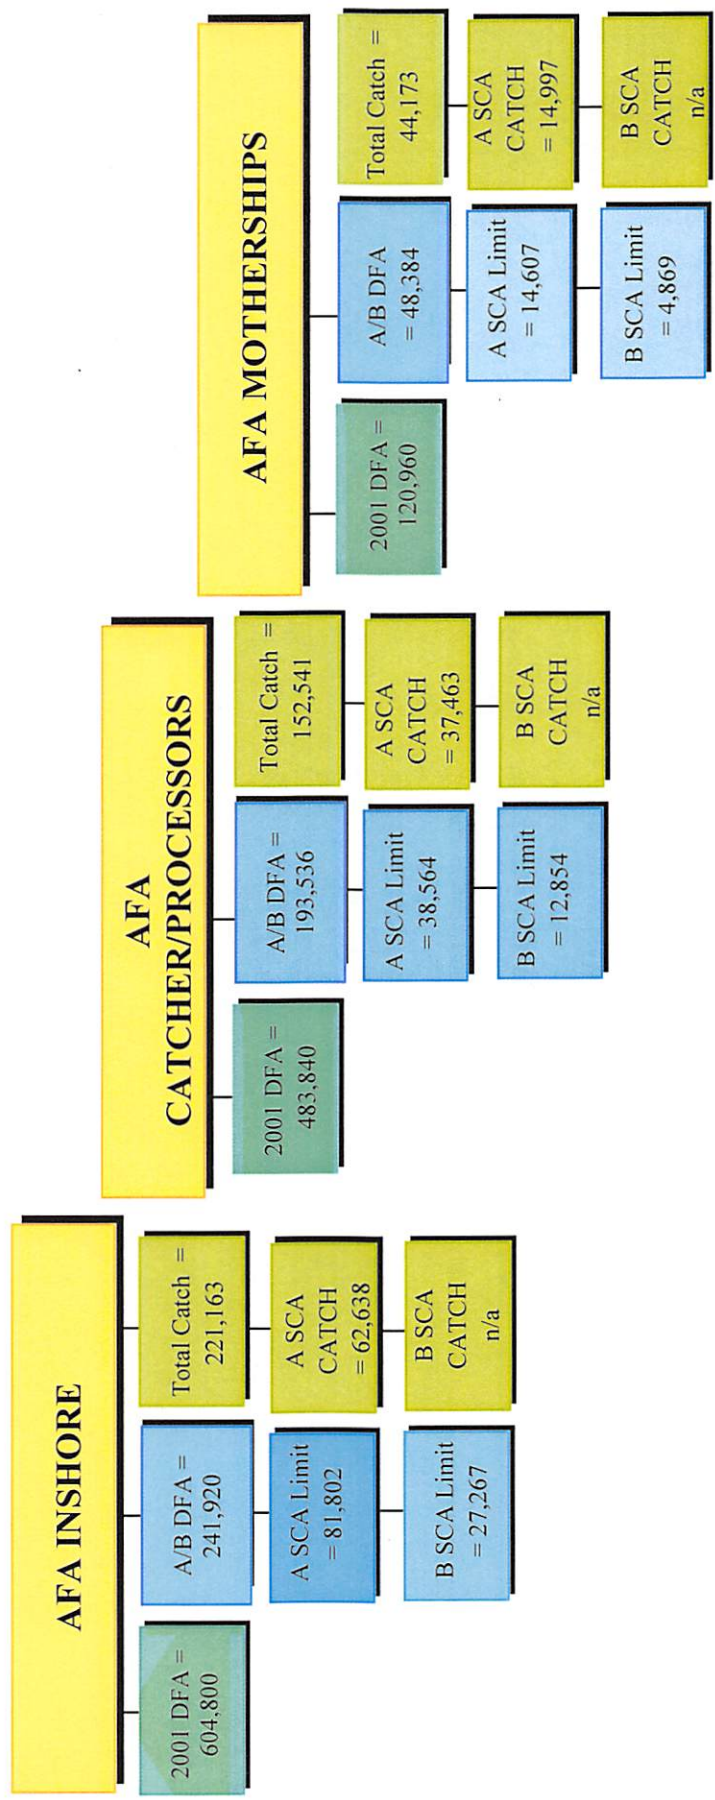 AFA INSHORE
2001 DFA =
604,800
A/B DFA =
241,920
A SCA Limit
= 81,802
B SCA Limit
= 27,267
Total Catch =
221,163
A SCA
CATCH
= 62,638
B SCA
CATCH
n/a
AFA
CATCHER/PROCESSORS
2001 DFA =
483,840
A/B DFA =
193,536
A SCA Limit
= 38,564
B SCA Limit
= 12,854
Total Catch =
152,541
A SCA
CATCH
= 37,463
B SCA
CATCH
n/a
AFA MOTHERSHIPS
2001 DFA =
120,960
A/B DFA
= 48,384
A SCA Limit
= 14,607
B SCA Limit
= 4,869
Total Catch =
44,173
A SCA
CATCH
= 14,997
B SCA
CATCH
n/a